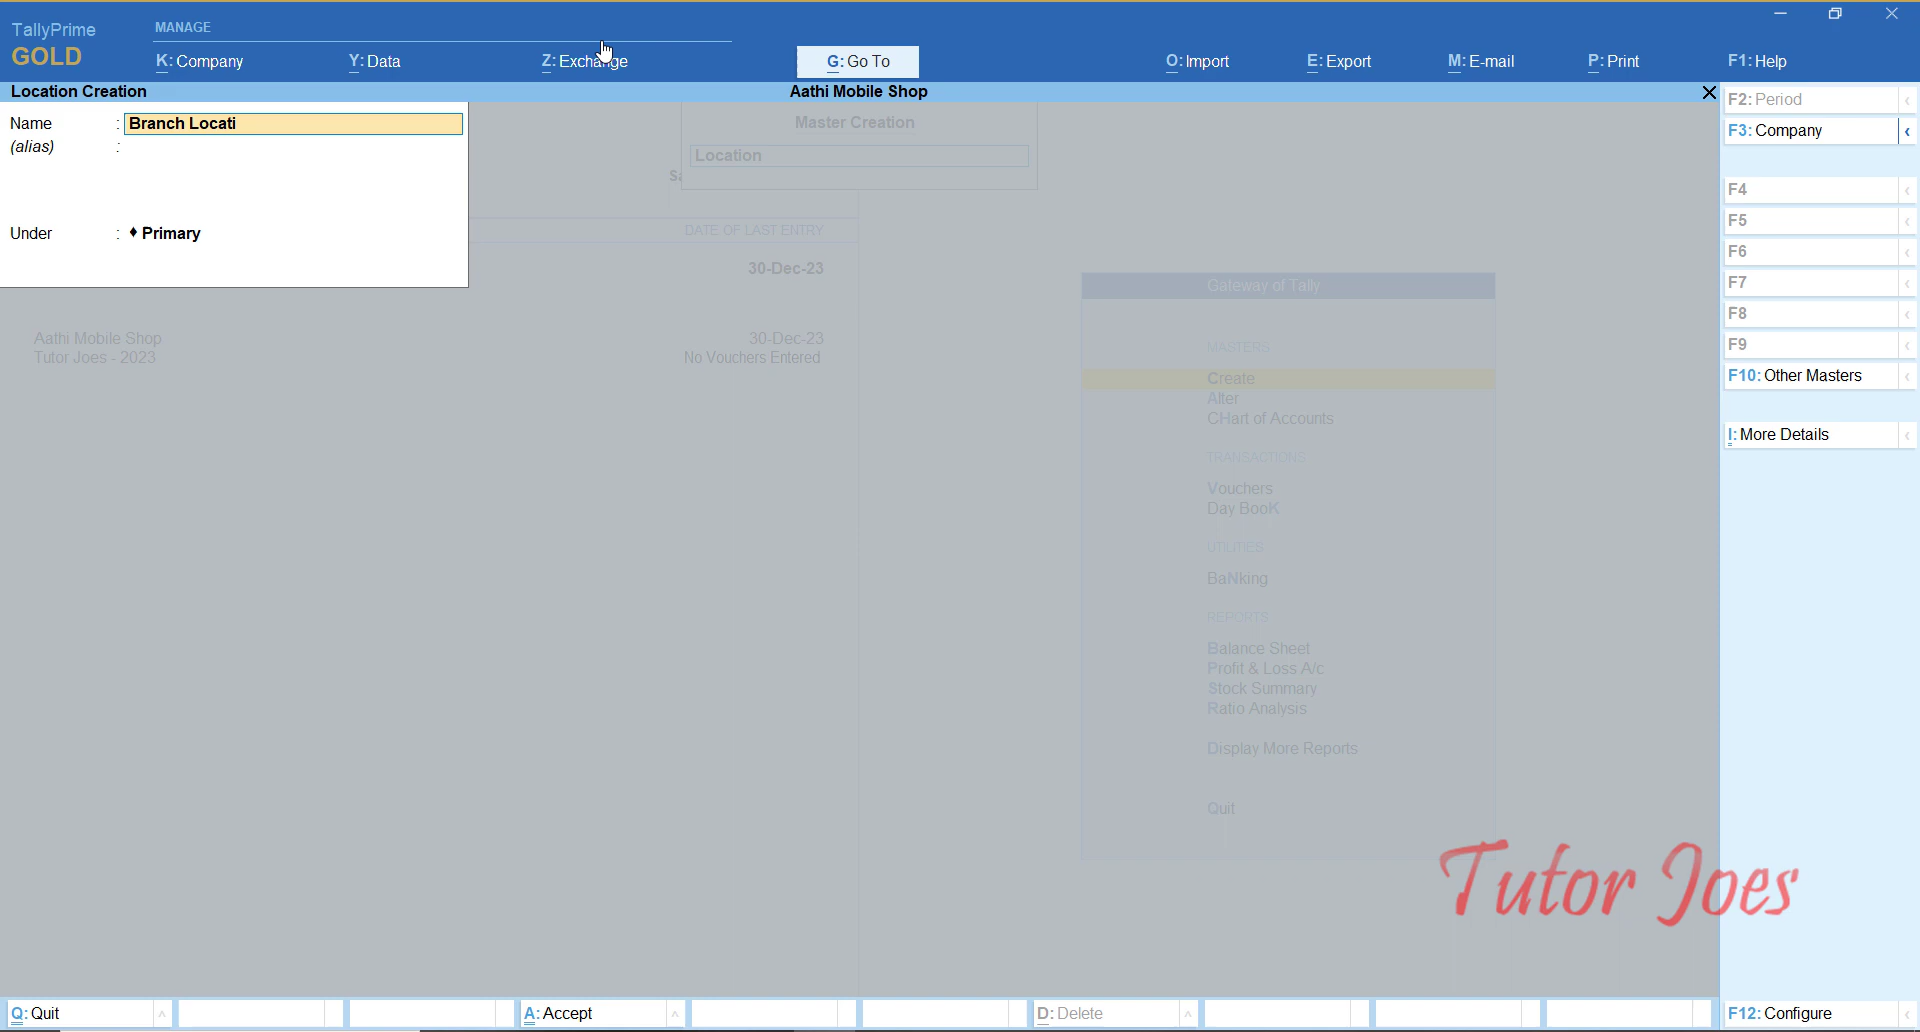 TallyPrime
GOLD
MANAGE
K: Company
Y: Data
Z: Exchange
G: Go To
O: Import
E: Export
M: E-mail
P: Print
F1: Help
Location Creation
Aathi Mobile Shop
Name : Branch Locati
(alias) :
Under : ♦ Primary
Master Creation
Location
DATE OF LAST ENTRY
30-Dec-23
Aathi Mobile Shop 30-Dec-23
Tutor Joes - 2023 No Vouchers Entered
Gateway of Tally
MASTERS
Create
Alter
CHart of Accounts
TRANSACTIONS
Vouchers
Day BooK
UTILITIES
BaNking
REPORTS
Balance Sheet
Profit & Loss A/c
Stock Summary
Ratio Analysis
Display More Reports
Quit
F2: Period
F3: Company
F4
F5
F6
F7
F8
F9
F10: Other Masters
I: More Details
Tutor Joes
Q: Quit
A: Accept
D: Delete
F12: Configure